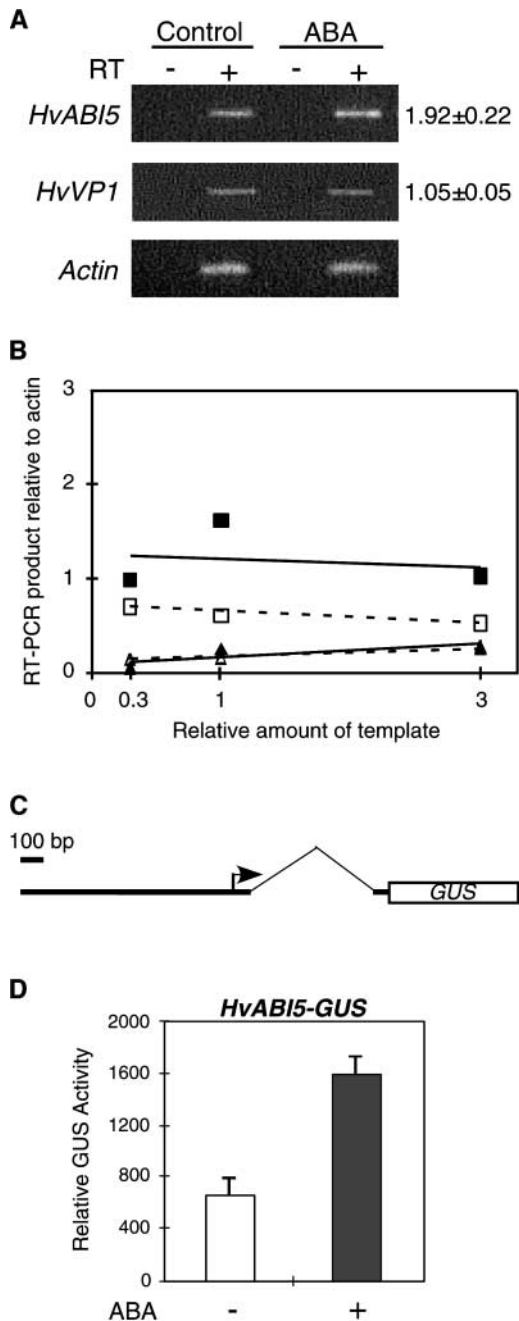 A
Control ABA
RT - + - +
HvABI5 1.92±0.22
HvVP1 1.05±0.05
Actin
B
RT-PCR product relative to actin
3
2
1
0
0 0.3 1 3
Relative amount of template
C
100 bp
GUS
D
HvABI5-GUS
Relative GUS Activity
2000
1600
1200
800
400
0
ABA - +